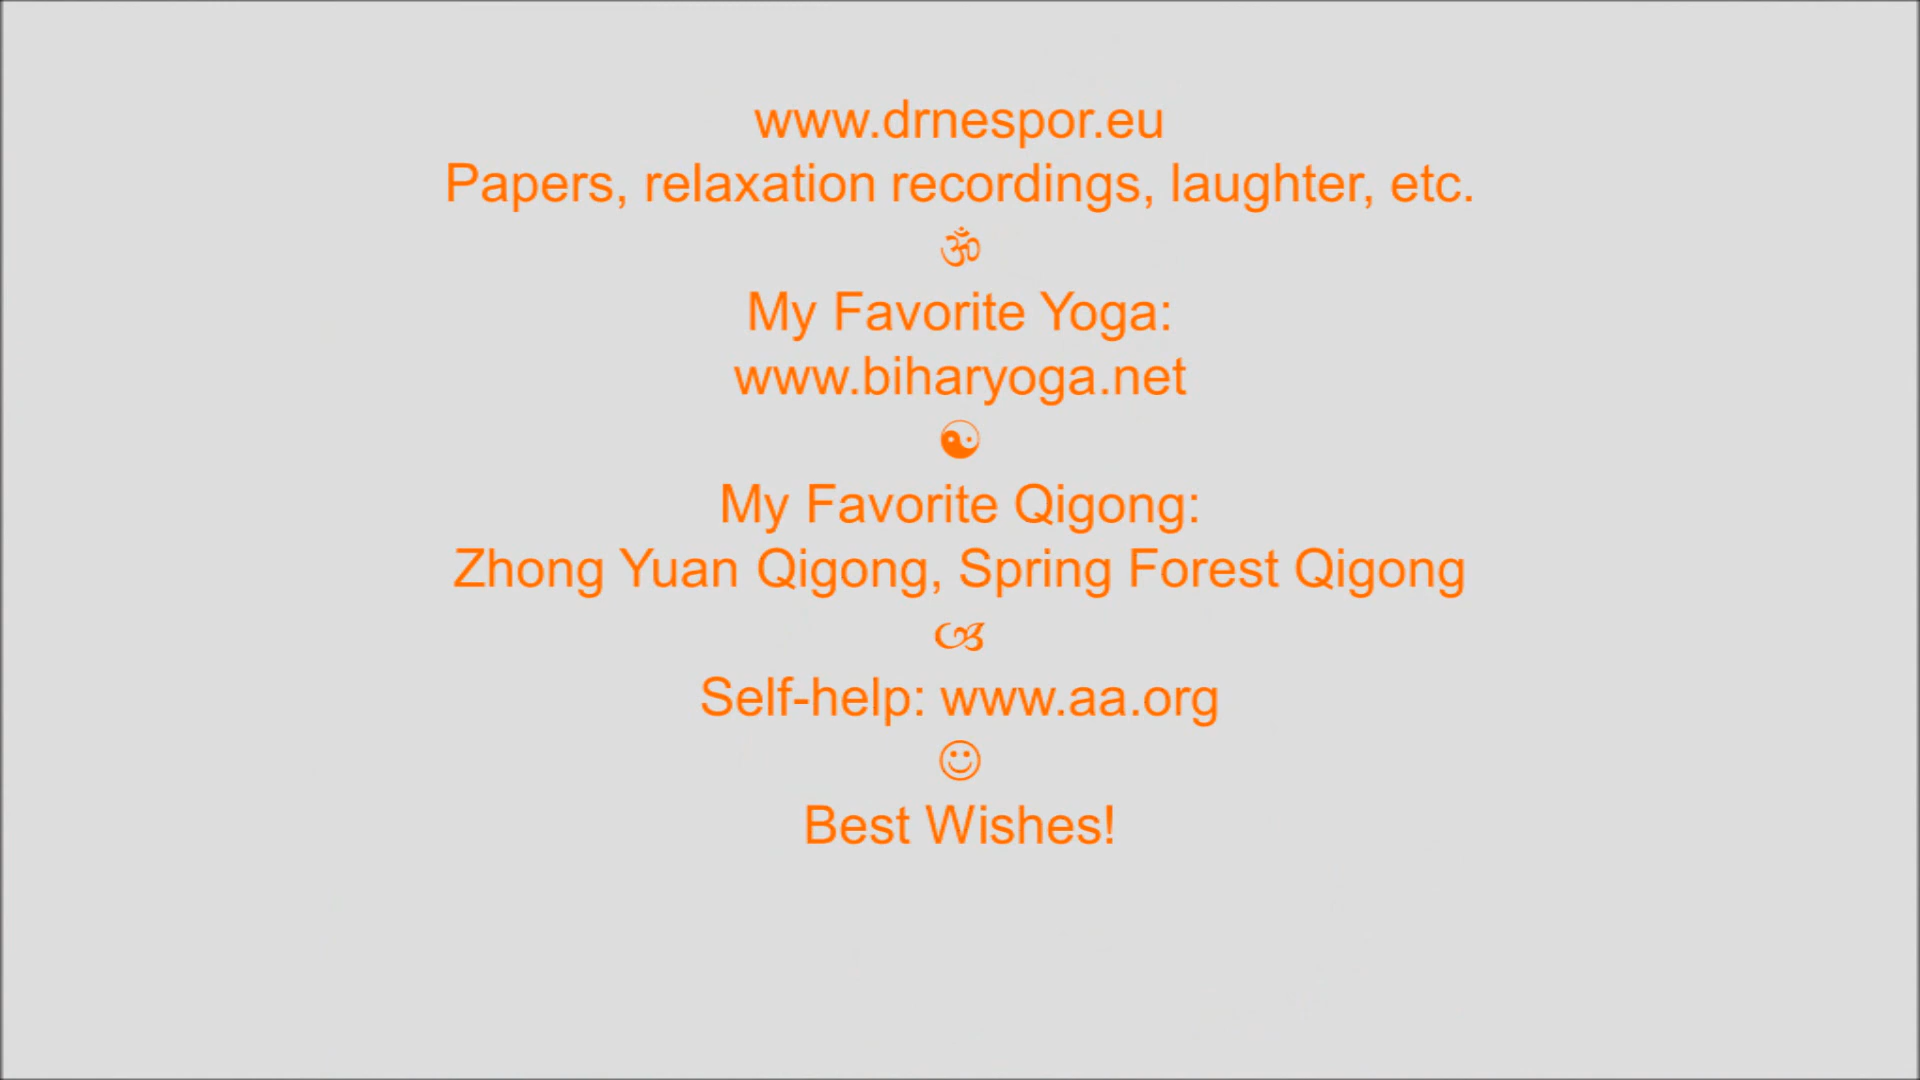 www.drnespor.eu
Papers, relaxation recordings, laughter, etc.
ॐ
My Favorite Yoga:
www.biharyoga.net
☯
My Favorite Qigong:
Zhong Yuan Qigong, Spring Forest Qigong
🙰
Self-help: www.aa.org
☺
Best Wishes!